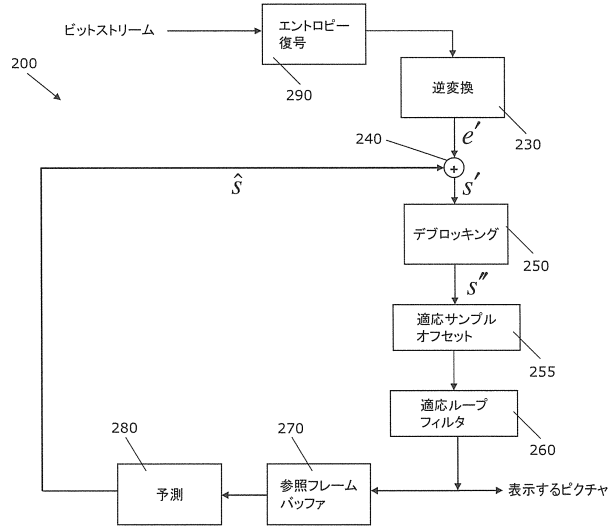 ビットストリーム
エントロピー
復号
290
200
逆変換
230
e′
240
+
ŝ
s′
デブロッキング
250
s″
適応サンプル
オフセット
255
適応ループ
フィルタ
260
280
270
予測
参照フレーム
バッファ
表示するピクチャ